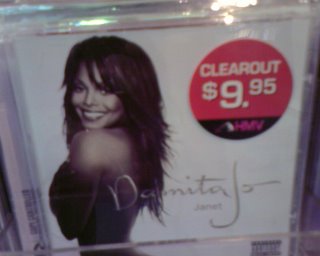 CLEAROUT
$9.95
HMV
Damita Jo
Janet